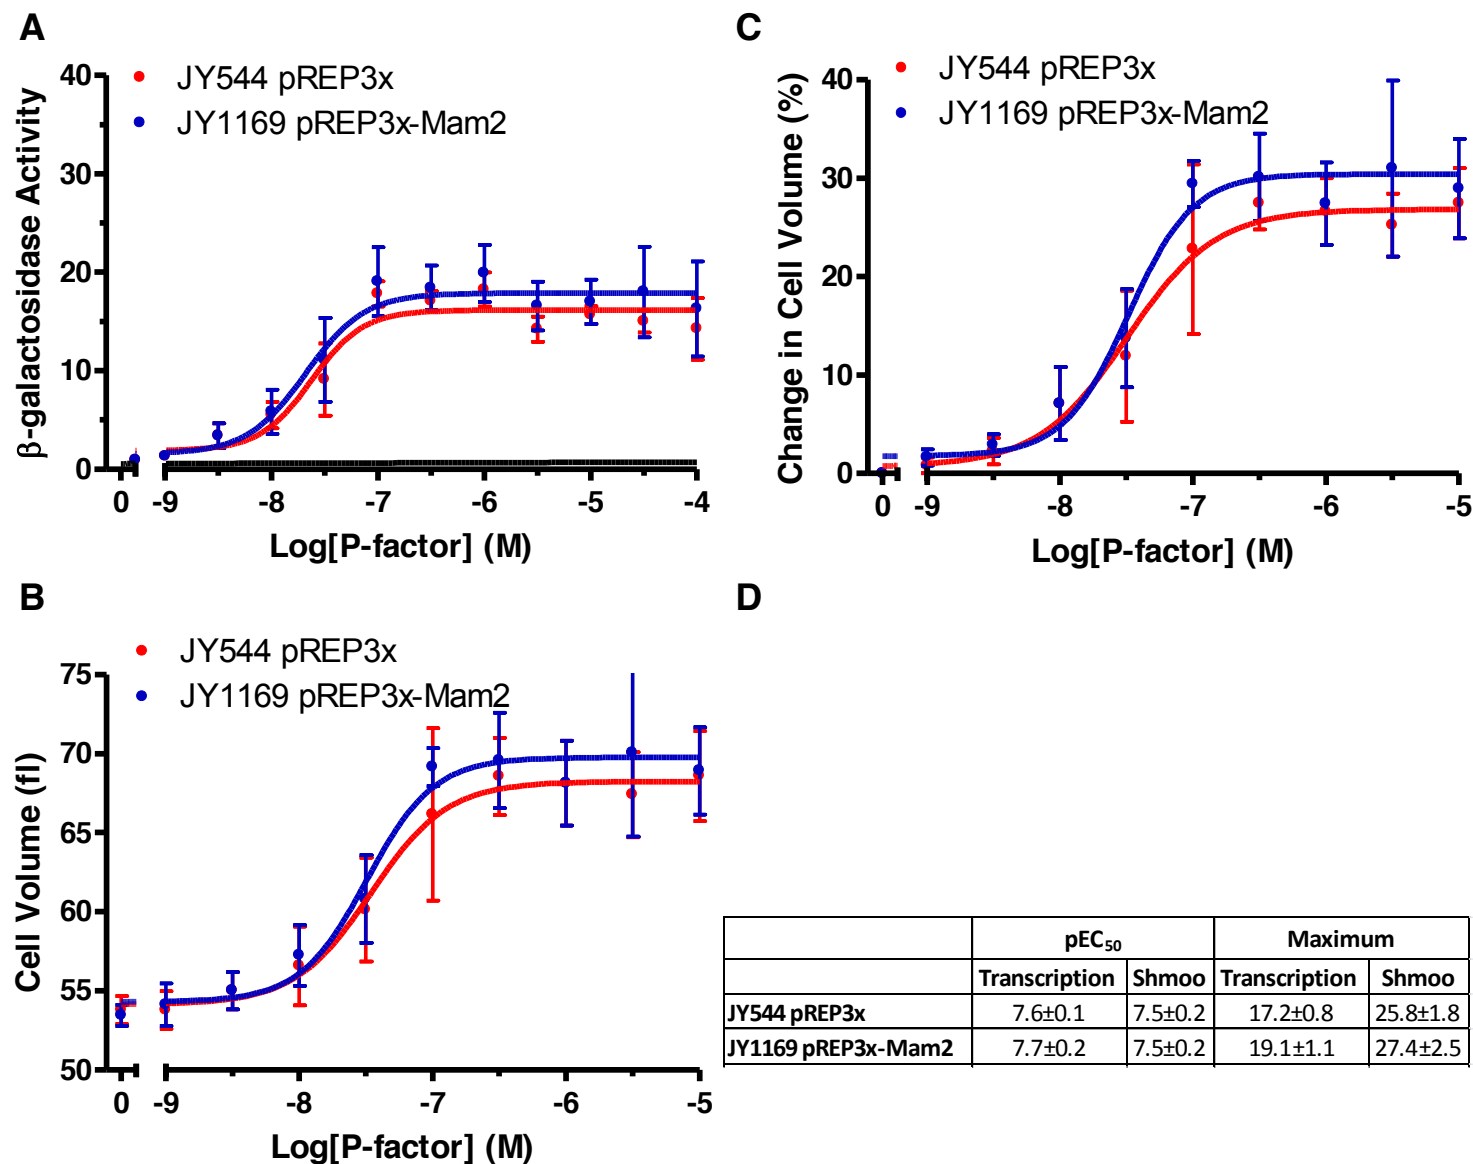 A
JY544 pREP3x
JY1169 pREP3x-Mam2
β-galactosidase Activity
40
30
20
10
0
0 -9 -8 -7 -6 -5 -4
Log[P-factor] (M)
C
JY544 pREP3x
JY1169 pREP3x-Mam2
Change in Cell Volume (%)
40
30
20
10
0
0 -9 -8 -7 -6 -5
Log[P-factor] (M)
B
JY544 pREP3x
JY1169 pREP3x-Mam2
Cell Volume (fl)
75
70
65
60
55
50
0 -9 -8 -7 -6 -5
Log[P-factor] (M)
D
pEC₅₀ Maximum
Transcription Shmoo Transcription Shmoo
JY544 pREP3x 7.6±0.1 7.5±0.2 17.2±0.8 25.8±1.8
JY1169 pREP3x-Mam2 7.7±0.2 7.5±0.2 19.1±1.1 27.4±2.5